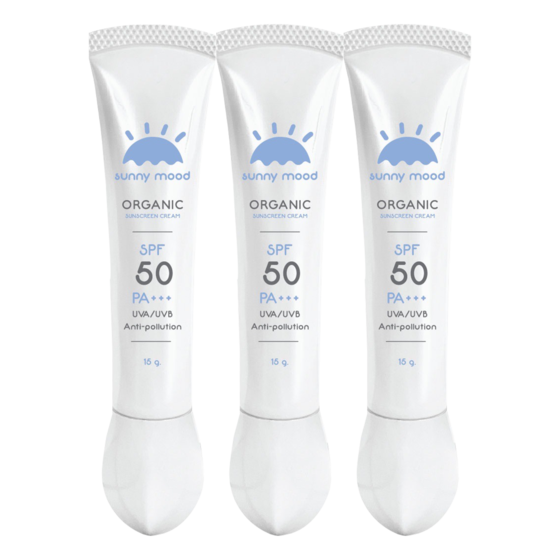 sunny mood
ORGANIC
SUNSCREEN CREAM
SPF
50
PA+++
UVA/UVB
Anti-pollution
15 g.
sunny mood
ORGANIC
SUNSCREEN CREAM
SPF
50
PA+++
UVA/UVB
Anti-pollution
15 g.
sunny mood
ORGANIC
SUNSCREEN CREAM
SPF
50
PA+++
UVA/UVB
Anti-pollution
15 g.